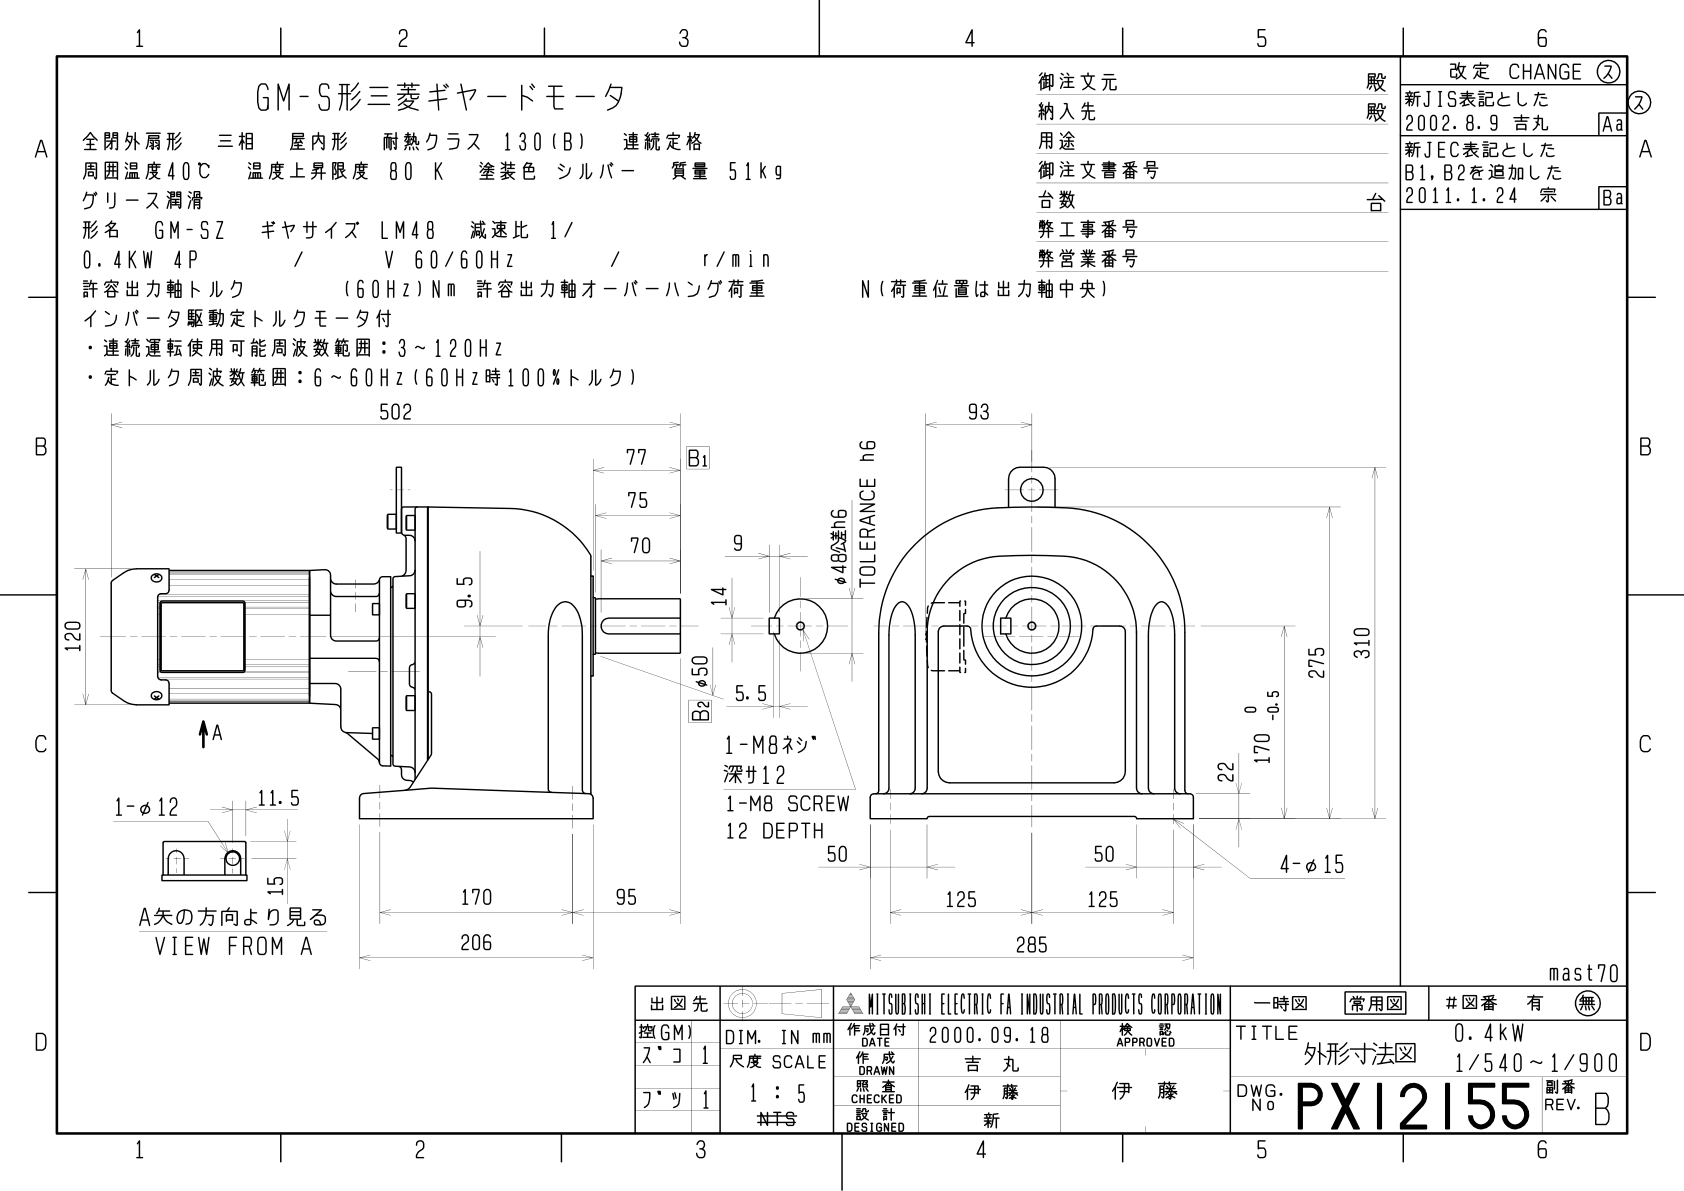 1 2 3 4 5 6
A
B
C
D
GM-S形三菱ギヤードモータ
全閉外扇形 三相 屋内形 耐熱クラス 130(B) 連続定格
周囲温度40℃ 温度上昇限度 80 K 塗装色 シルバー 質量 51kg
グリース潤滑
形名 GM-SZ ギヤサイズ LM48 減速比 1/
0.4KW 4P / V 60/60Hz / r/min
許容出力軸トルク (60Hz)Nm 許容出力軸オーバーハング荷重 N(荷重位置は出力軸中央)
インバータ駆動定トルクモータ付
・連続運転使用可能周波数範囲：3~120Hz
・定トルク周波数範囲：6~60Hz(60Hz時100%トルク)
御注文元 殿
納入先 殿
用途
御注文書番号
台数 台
弊工事番号
弊営業番号
改定 CHANGE ス
ス
新JIS表記とした
2002.8.9 吉丸 Aa
新JEC表記とした
B1,B2を追加した
2011.1.24 宗 Ba
A
B
C
D
502
77 B1
75
70
9.5
120
A
φ50
B2
1-φ12
11.5
15
A矢の方向より見る
VIEW FROM A
170
95
206
9
14
5.5
φ48公差h6
TOLERANCE h6
1-M8ネジ
深サ12
1-M8 SCREW
12 DEPTH
93
310
275
170 0 -0.5
22
50
50
4-φ15
125
125
285
mast70
出図先
控(GM)
ズコ 1
ブツ 1
DIM. IN mm
尺度 SCALE
1 : 5
NTS
MITSUBISHI ELECTRIC FA INDUSTRIAL PRODUCTS CORPORATION
作成日付 DATE 2000.09.18
作成 DRAWN 吉丸
照査 CHECKED 伊藤
設計 DESIGNED 新
検認 APPROVED
伊藤
一時図 常用図 #図番 有 無
TITLE 外形寸法図
0.4kW
1/540~1/900
DWG. No PX12155
副番 REV. B
1 2 3 4 5 6